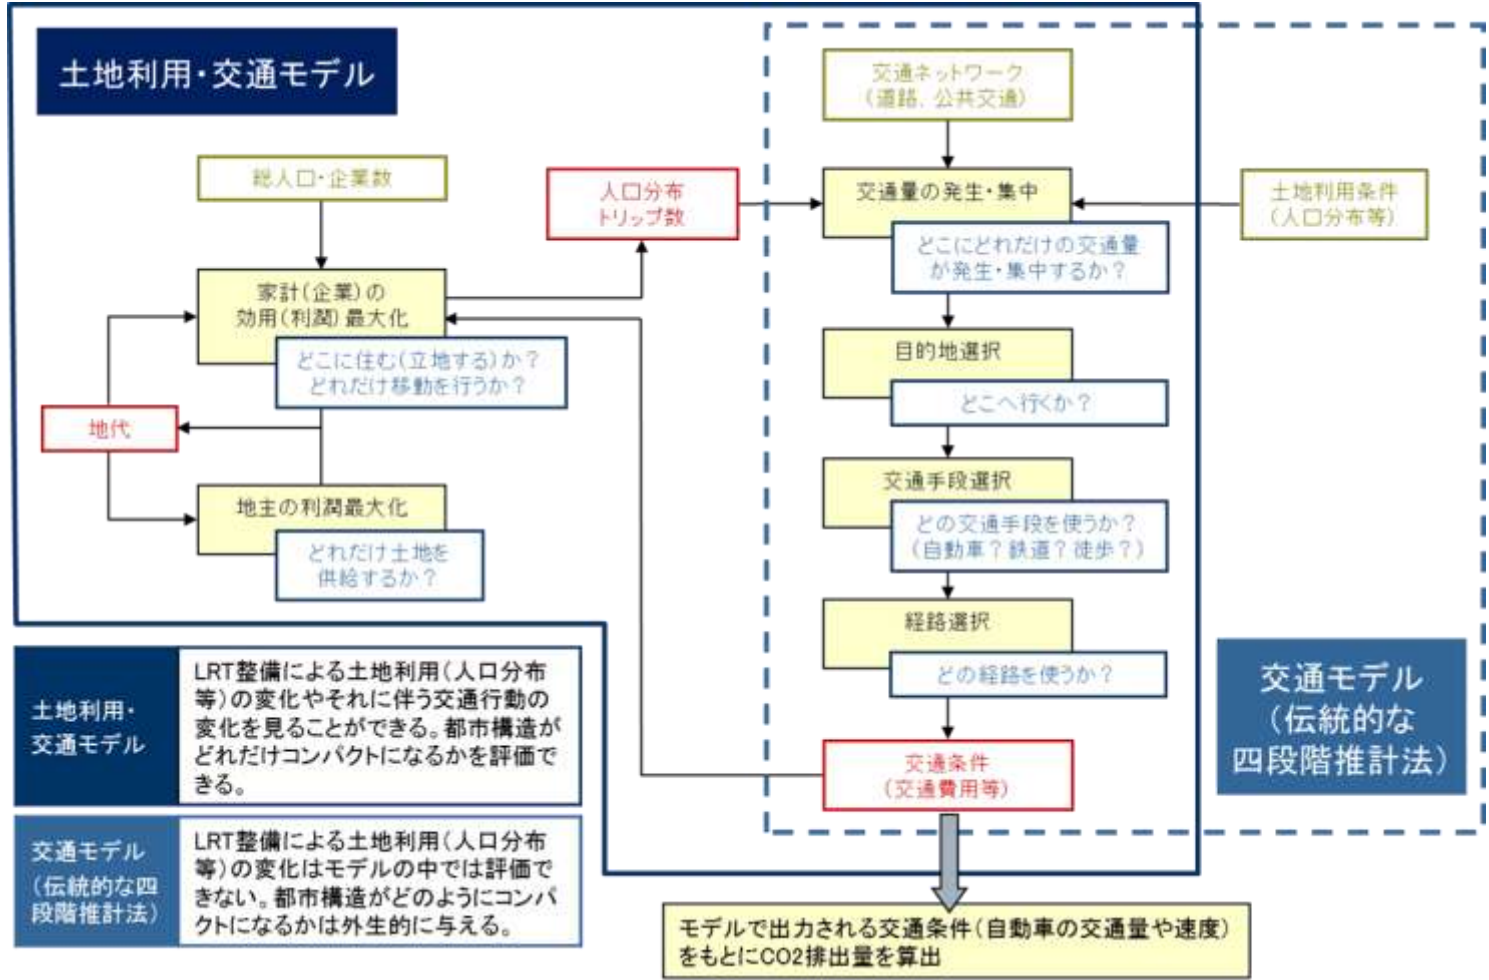 土地利用・交通モデル
交通ネットワーク
(道路、公共交通)
総人口・企業数
人口分布
トリップ数
交通量の発生・集中
土地利用条件
(人口分布等)
どこにどれだけの交通量
が発生・集中するか？
家計(企業)の
効用(利潤)最大化
どこに住む(立地する)か？
どれだけ移動を行うか？
目的地選択
どこへ行くか？
地代
交通手段選択
どの交通手段を使うか？
(自動車？鉄道？徒歩？)
地主の利潤最大化
どれだけ土地を
供給するか？
経路選択
どの経路を使うか？
交通条件
(交通費用等)
交通モデル
(伝統的な
四段階推計法)
土地利用・
交通モデル
LRT整備による土地利用(人口分布
等)の変化やそれに伴う交通行動の
変化を見ることができる。都市構造が
どれだけコンパクトになるかを評価で
きる。
交通モデル
(伝統的な四
段階推計法)
LRT整備による土地利用(人口分布
等)の変化はモデルの中では評価で
きない。都市構造がどのようにコンパ
クトになるかは外生的に与える。
モデルで出力される交通条件(自動車の交通量や速度)
をもとにCO2排出量を算出